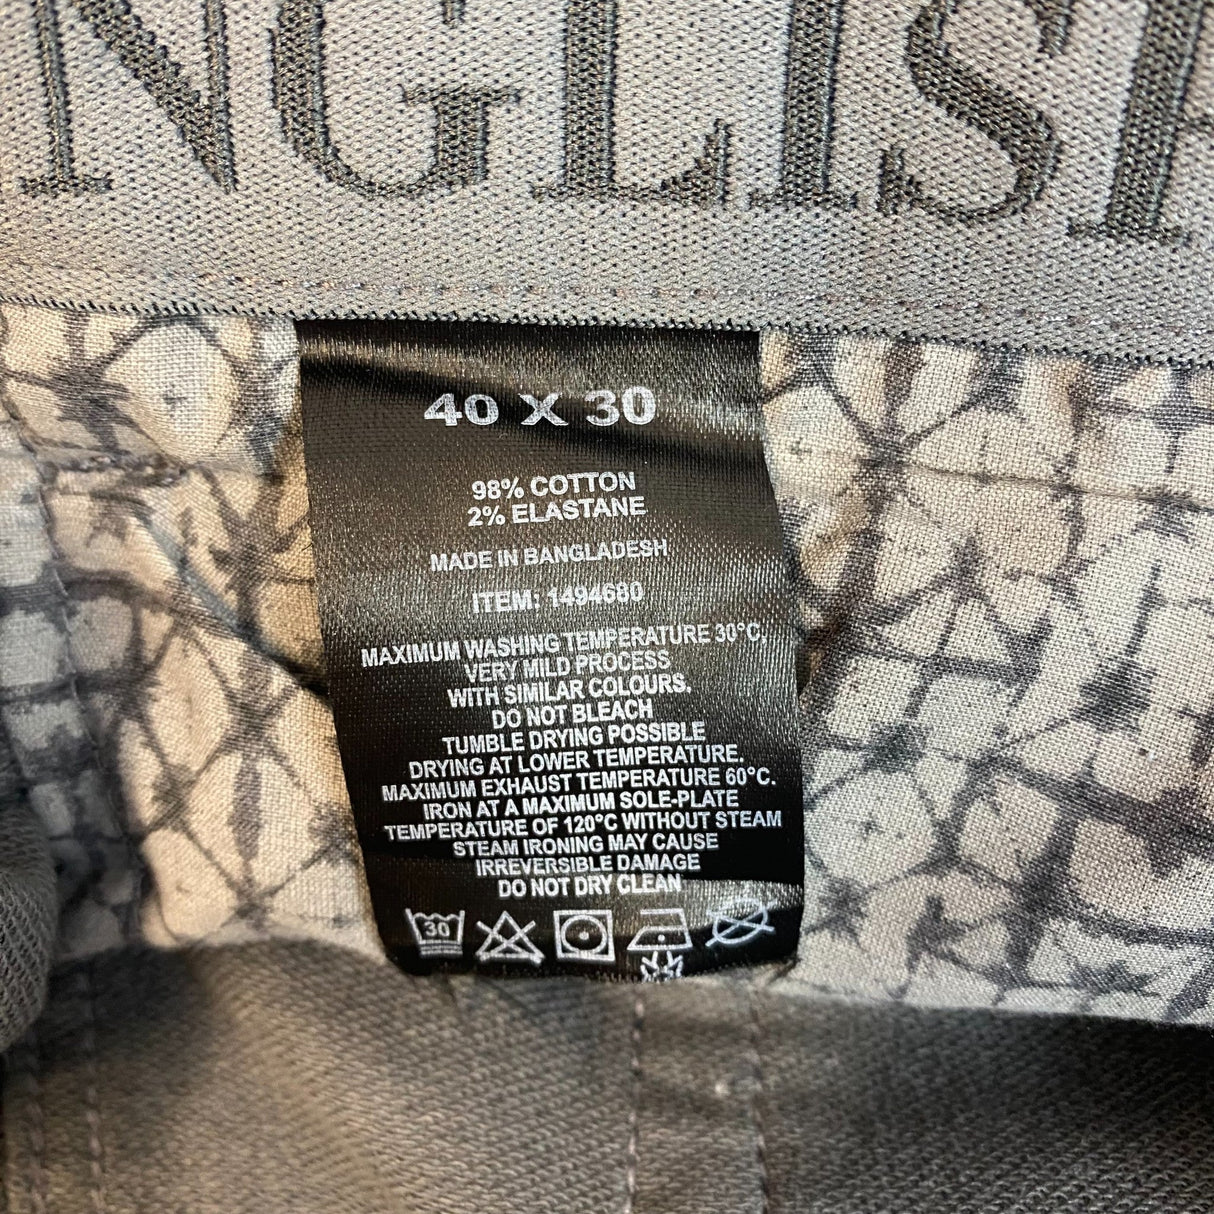 NGLISH
40 X 30
98% COTTON
2% ELASTANE
MADE IN BANGLADESH
ITEM: 1494680
MAXIMUM WASHING TEMPERATURE 30°C,
VERY MILD PROCESS
WITH SIMILAR COLOURS.
DO NOT BLEACH
TUMBLE DRYING POSSIBLE
DRYING AT LOWER TEMPERATURE.
MAXIMUM EXHAUST TEMPERATURE 60°C.
IRON AT A MAXIMUM SOLE-PLATE
TEMPERATURE OF 120°C WITHOUT STEAM
STEAM IRONING MAY CAUSE
IRREVERSIBLE DAMAGE
DO NOT DRY CLEAN
30